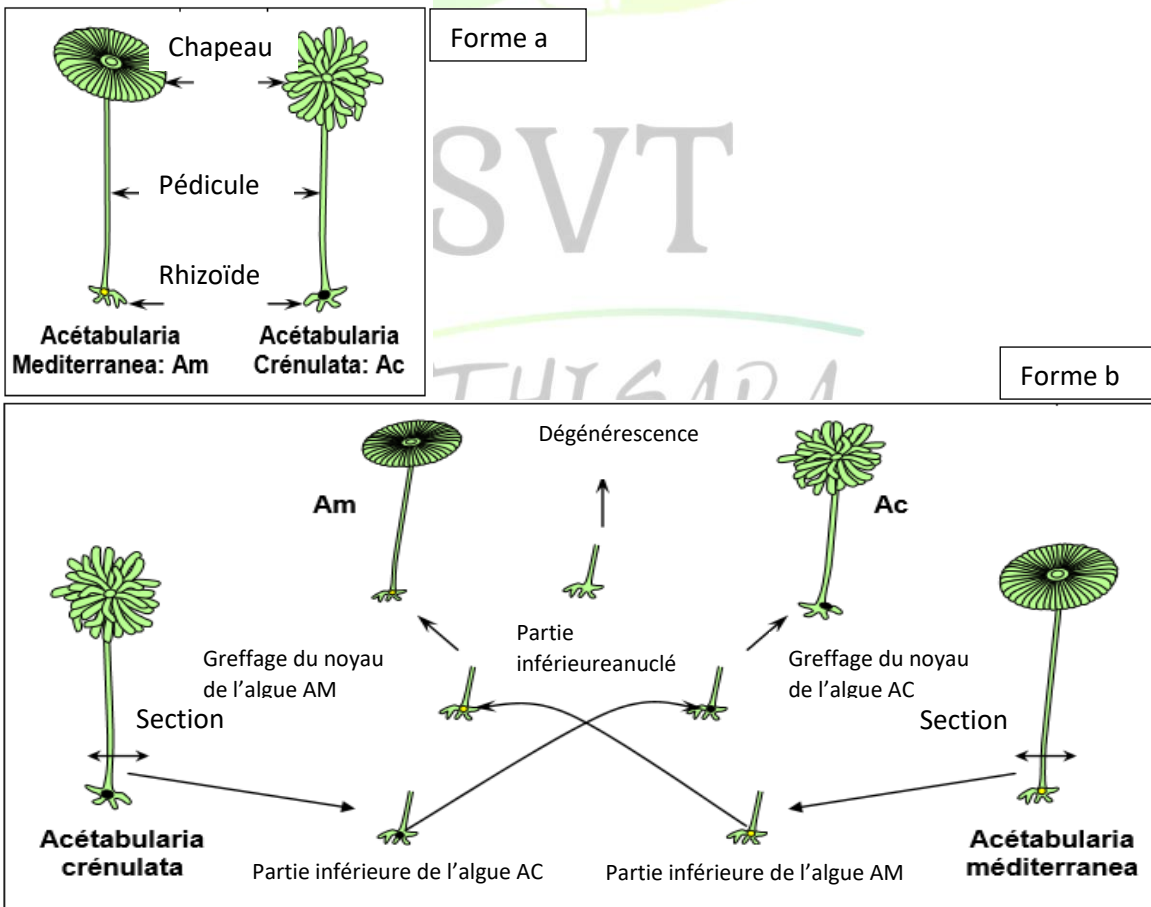 Forme a
Chapeau
Pédicule
Rhizoïde
Acétabularia
Mediterranea: Am
Acétabularia
Crénulata: Ac
SVT
THISARA
Forme b
Dégénérescence
Am
Ac
Partie
inférieureanuclé
Greffage du noyau
de l’algue AM
Greffage du noyau
de l’algue AC
Section
Section
Acétabularia
crénulata
Partie inférieure de l’algue AC
Partie inférieure de l’algue AM
Acétabularia
méditerranea